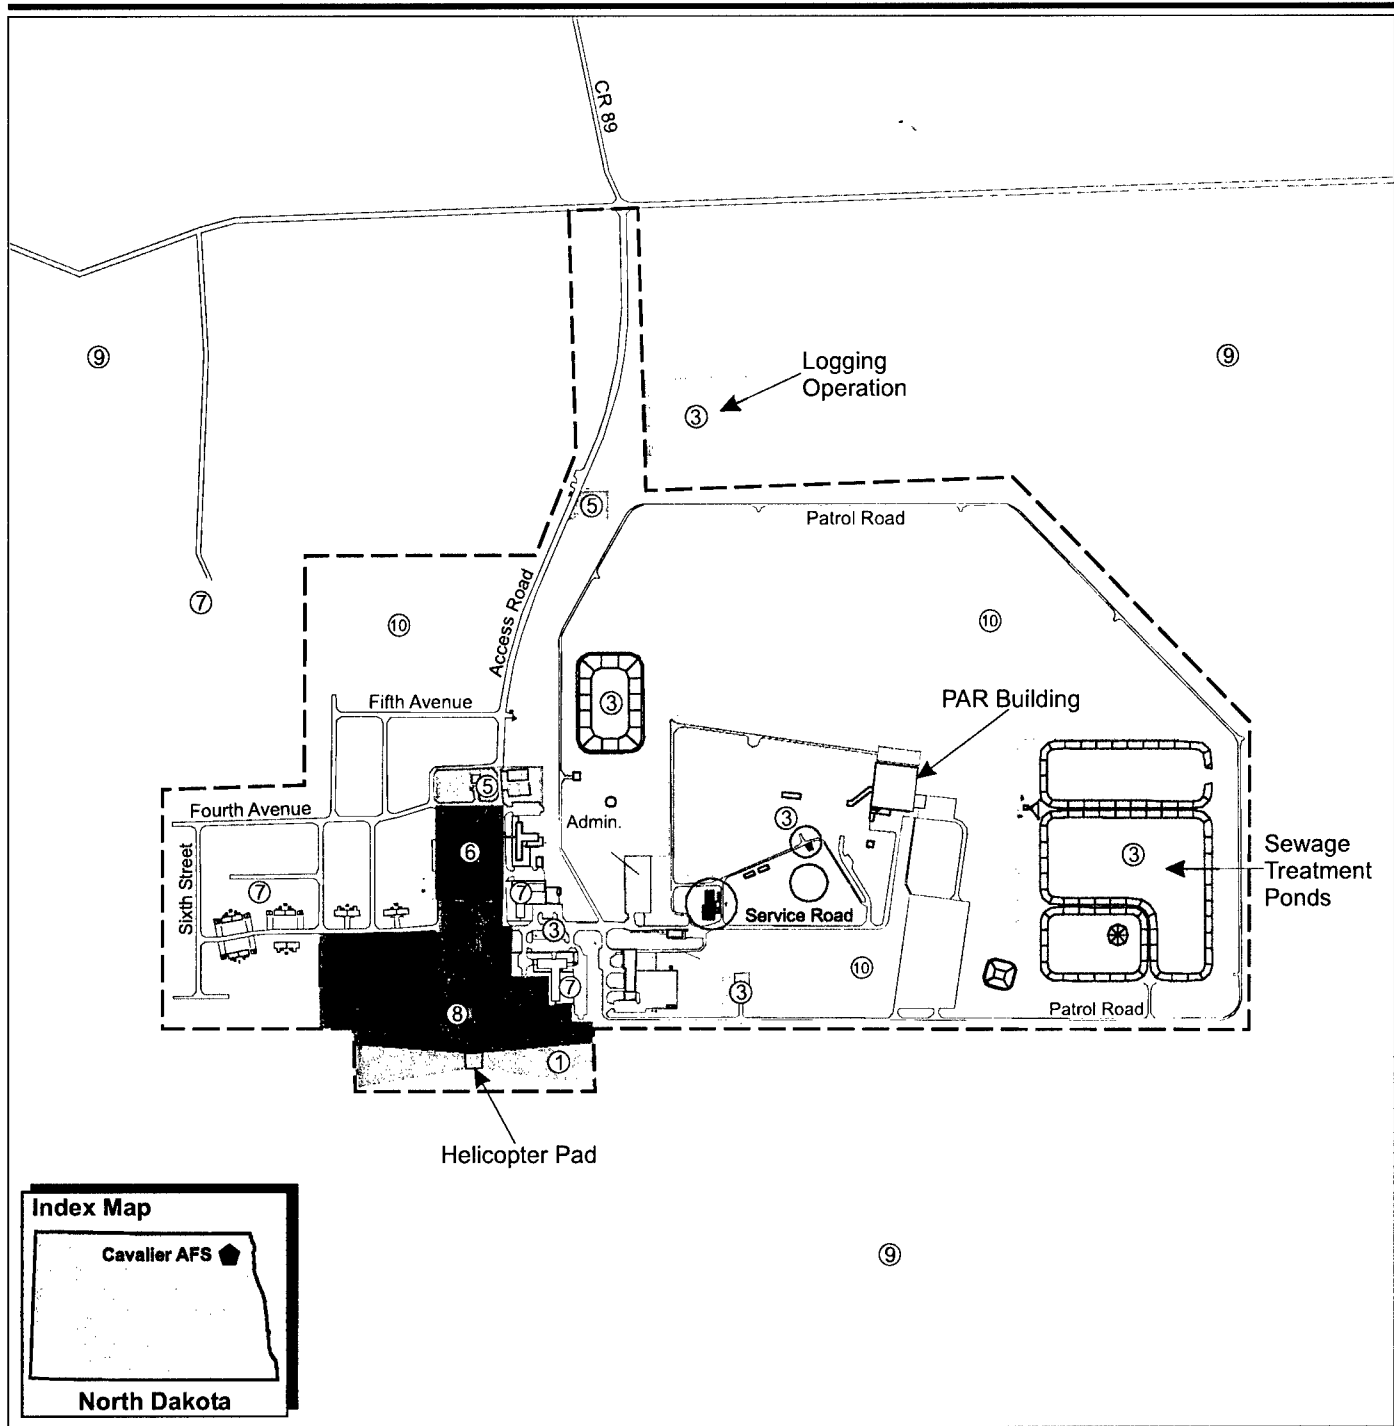 CR 89
⑨
⑨
Logging
Operation
③
⑤
Patrol Road
⑦
⑩
Access Road
⑩
Fifth Avenue
③
PAR Building
⑤
Fourth Avenue
Admin.
③
⑥
Sixth Street
③
Sewage
Treatment
Ponds
⑦
⑦
Service Road
③
⑩
⑦
③
⑧
Patrol Road
①
Helicopter Pad
Index Map
Cavalier AFS
North Dakota
⑨